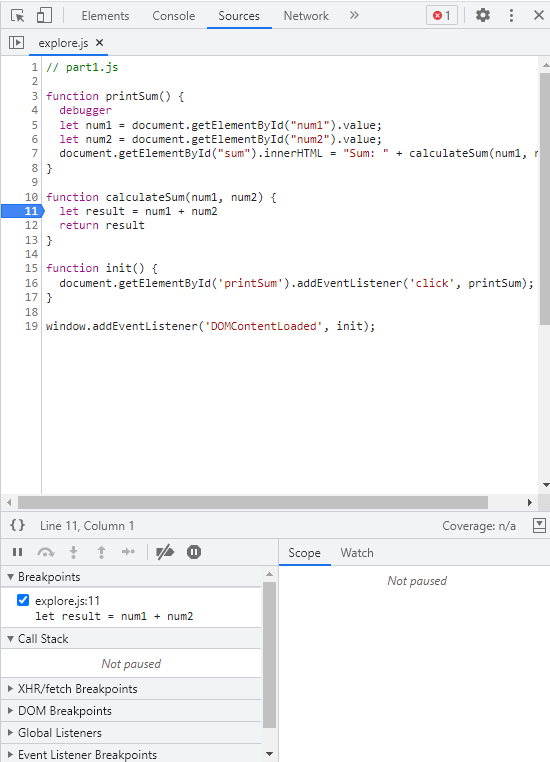 Elements Console Sources Network » 1
explore.js ×
1 // part1.js
2
3 function printSum() {
4 debugger
5 let num1 = document.getElementById("num1").value;
6 let num2 = document.getElementById("num2").value;
7 document.getElementById("sum").innerHTML = "Sum: " + calculateSum(num1, n
8 }
9
10 function calculateSum(num1, num2) {
11 let result = num1 + num2
12 return result
13 }
14
15 function init() {
16 document.getElementById('printSum').addEventListener('click', printSum);
17 }
18
19 window.addEventListener('DOMContentLoaded', init);
{} Line 11, Column 1 Coverage: n/a
Scope Watch
Breakpoints
explore.js:11
let result = num1 + num2
Call Stack
Not paused
XHR/fetch Breakpoints
DOM Breakpoints
Global Listeners
Event Listener Breakpoints
Not paused